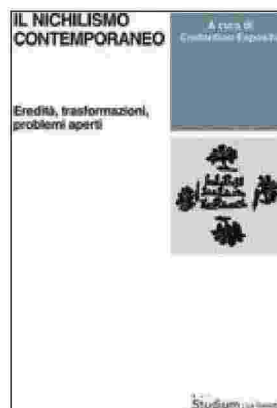 IL NICHILISMO
CONTEMPORANEO
A cura di
Costantino Esposito
Eredità, trasformazioni,
problemi aperti
Studium